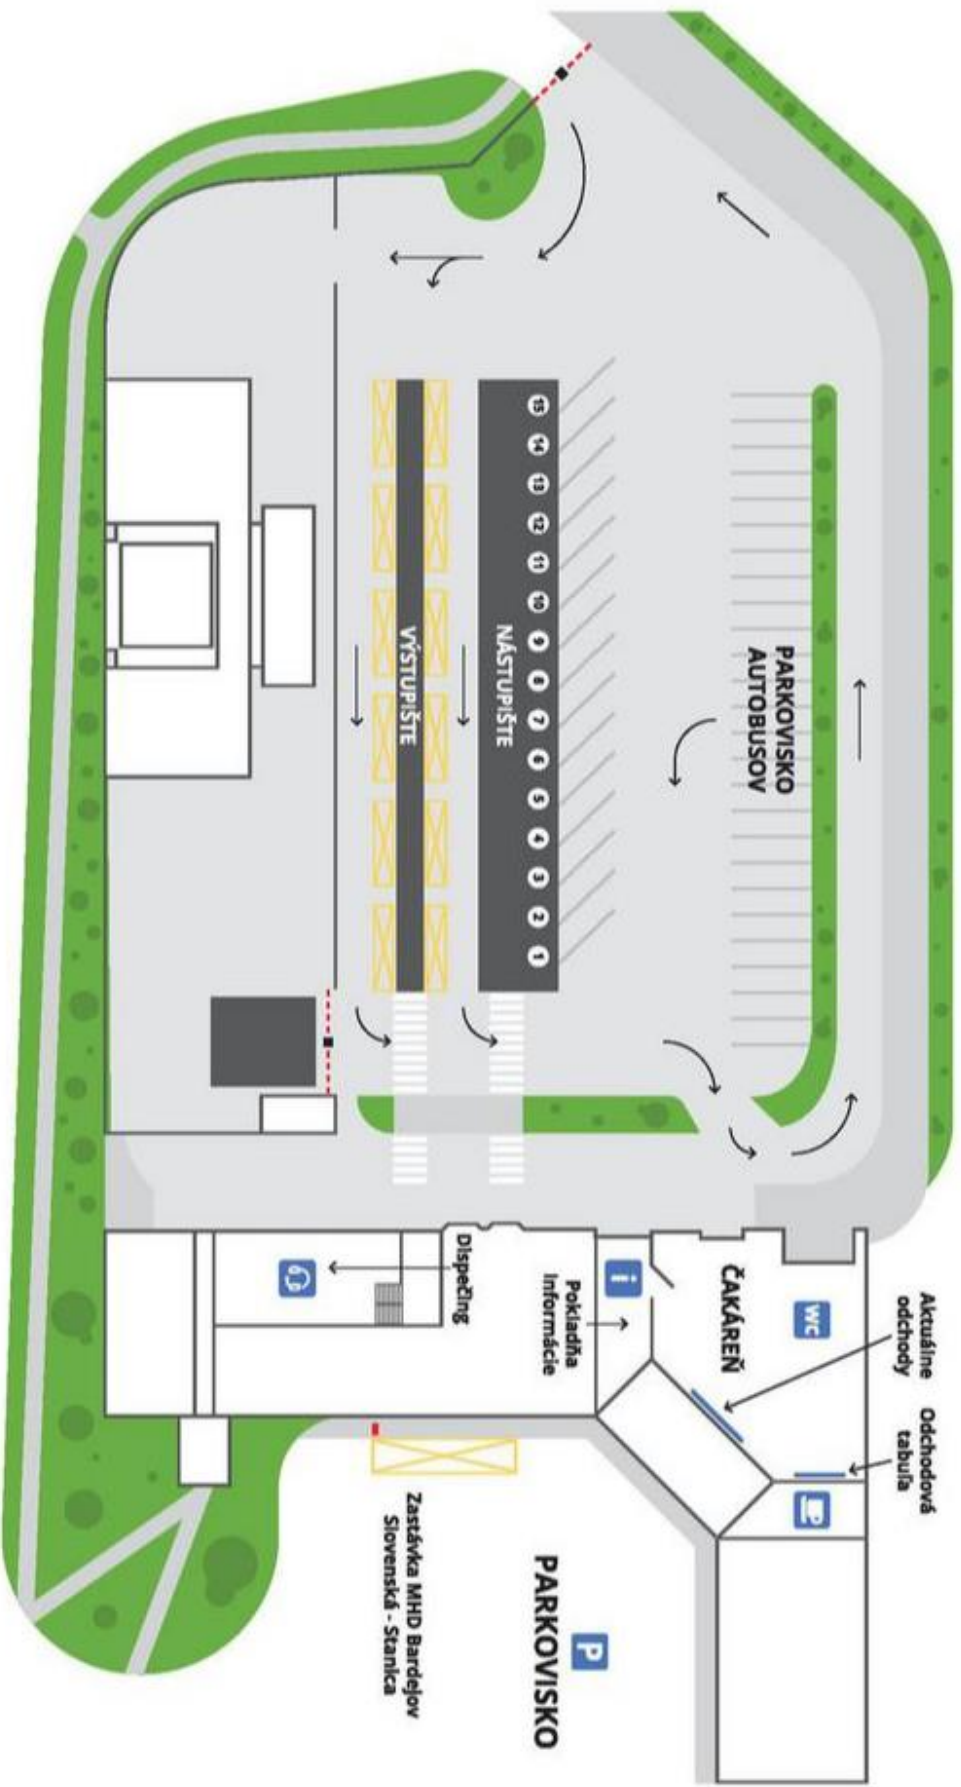 PARKOVISKO
AUTOBUSOV
15 14 13 12 11 10 9 8 7 6 5 4 3 2 1
NÁSTUPIŠTE
VÝSTUPIŠTE
Aktuálne
odchody
Odchodová
tabuľa
WC
ČAKÁREŇ
i
Pokladňa
Informácie
Dispečing
P
PARKOVISKO
Zastávka MHD Bardejov
Slovenská - Stanica